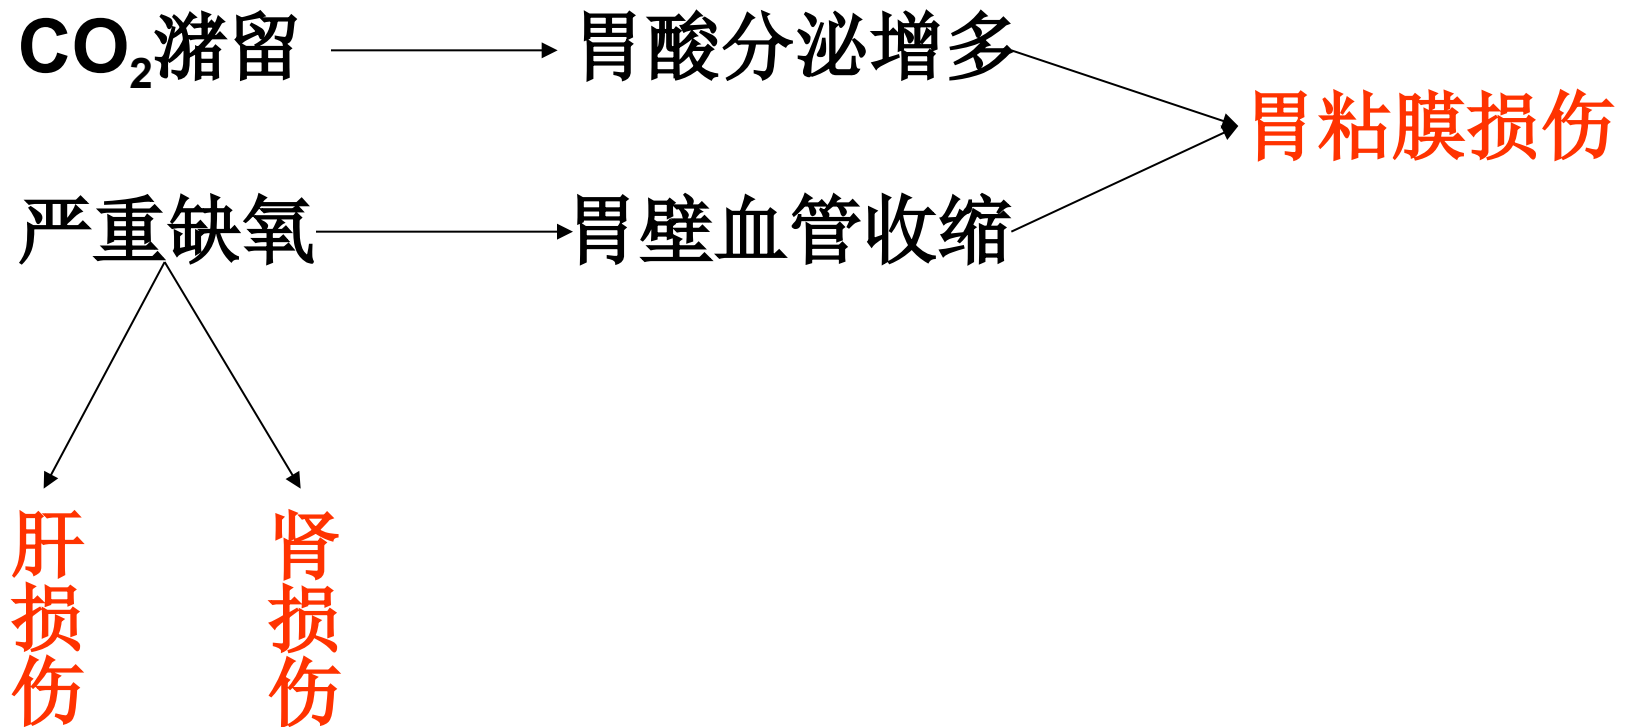 CO2潴留
胃酸分泌增多
胃粘膜损伤
严重缺氧
胃壁血管收缩
肝损伤
肾损伤